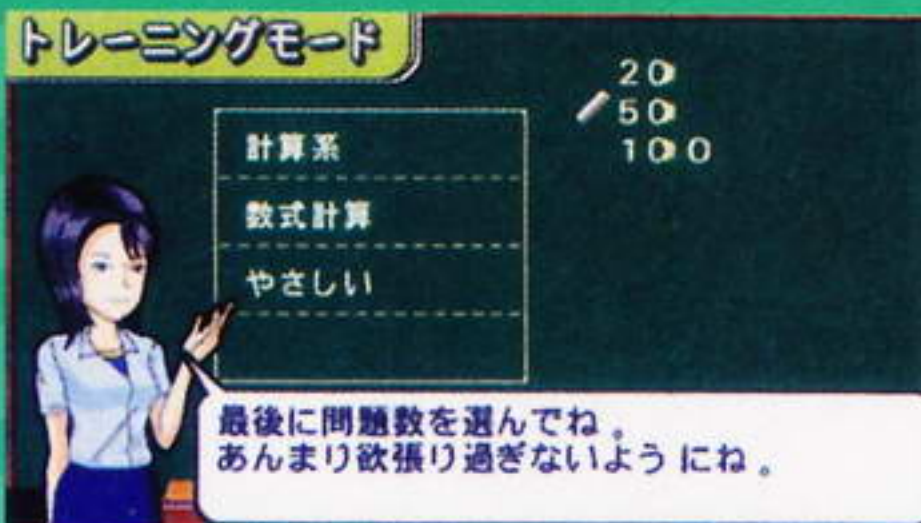 トレーニングモード
20
50
100
計算系
数式計算
やさしい
最後に問題数を選んでね。
あんまり欲張り過ぎないようにね。